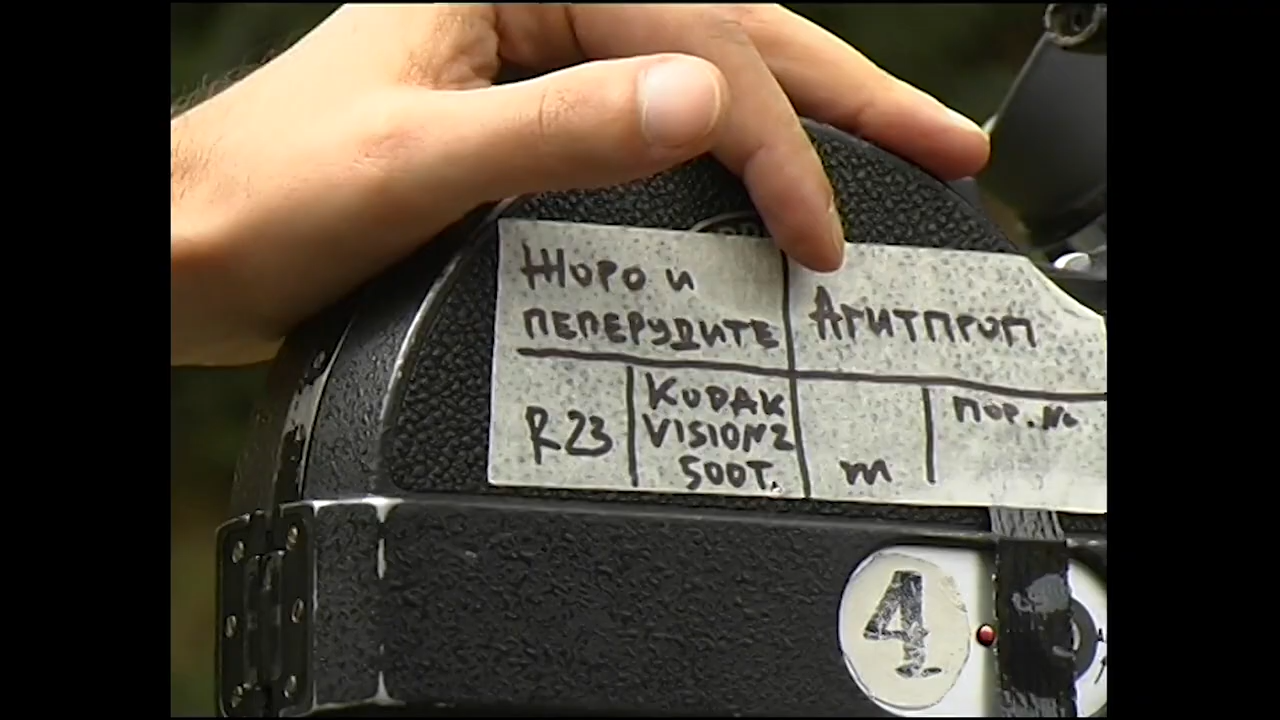 Жоро и
ПЕПЕРУДИТЕ
Агитпроп
R23
KODAK
VISION2
500T.
m
ПОР. №
4